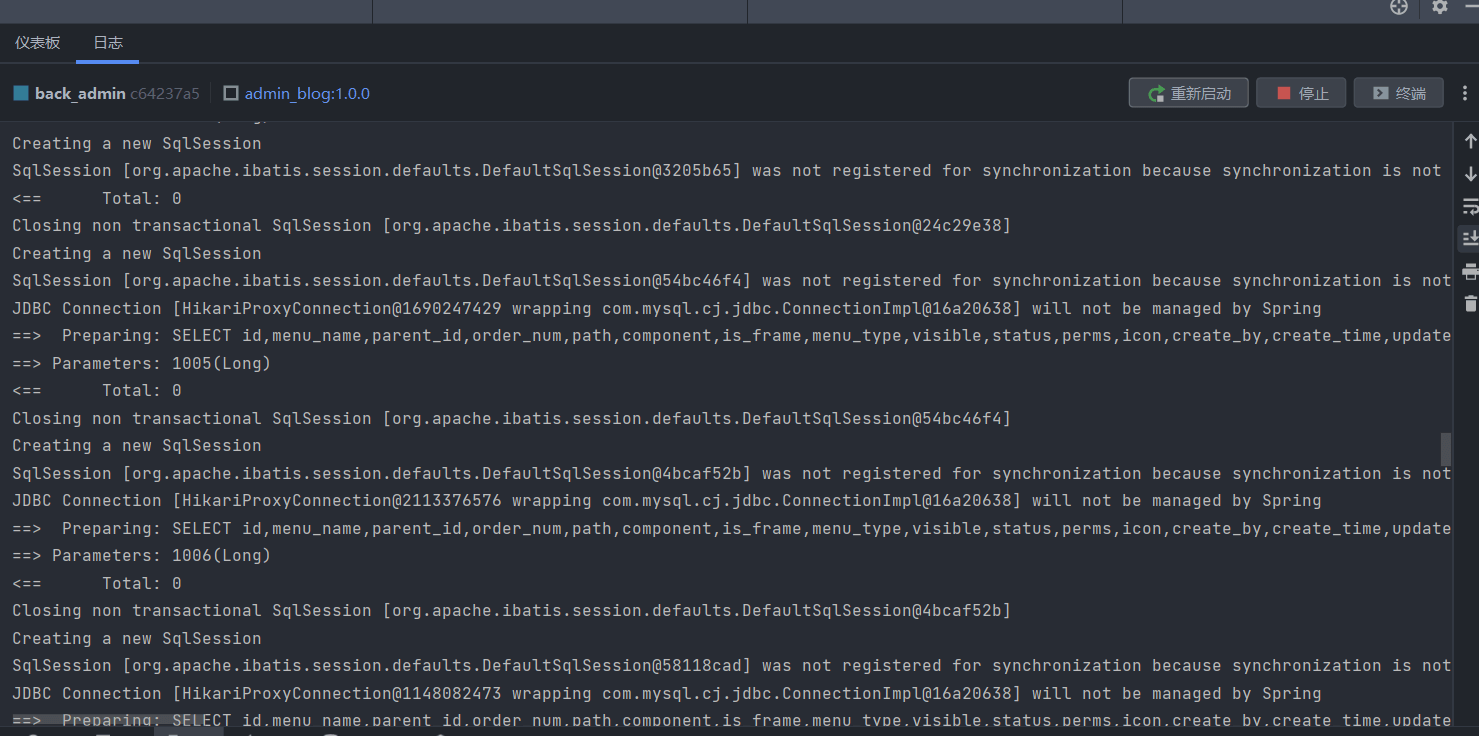 仪表板 日志
back_admin c64237a5 admin_blog:1.0.0 重新启动 停止 终端
Creating a new SqlSession
SqlSession [org.apache.ibatis.session.defaults.DefaultSqlSession@3205b65] was not registered for synchronization because synchronization is not
<==      Total: 0
Closing non transactional SqlSession [org.apache.ibatis.session.defaults.DefaultSqlSession@24c29e38]
Creating a new SqlSession
SqlSession [org.apache.ibatis.session.defaults.DefaultSqlSession@54bc46f4] was not registered for synchronization because synchronization is not
JDBC Connection [HikariProxyConnection@1690247429 wrapping com.mysql.cj.jdbc.ConnectionImpl@16a20638] will not be managed by Spring
==>  Preparing: SELECT id,menu_name,parent_id,order_num,path,component,is_frame,menu_type,visible,status,perms,icon,create_by,create_time,update
==> Parameters: 1005(Long)
<==      Total: 0
Closing non transactional SqlSession [org.apache.ibatis.session.defaults.DefaultSqlSession@54bc46f4]
Creating a new SqlSession
SqlSession [org.apache.ibatis.session.defaults.DefaultSqlSession@4bcaf52b] was not registered for synchronization because synchronization is not
JDBC Connection [HikariProxyConnection@2113376576 wrapping com.mysql.cj.jdbc.ConnectionImpl@16a20638] will not be managed by Spring
==>  Preparing: SELECT id,menu_name,parent_id,order_num,path,component,is_frame,menu_type,visible,status,perms,icon,create_by,create_time,update
==> Parameters: 1006(Long)
<==      Total: 0
Closing non transactional SqlSession [org.apache.ibatis.session.defaults.DefaultSqlSession@4bcaf52b]
Creating a new SqlSession
SqlSession [org.apache.ibatis.session.defaults.DefaultSqlSession@58118cad] was not registered for synchronization because synchronization is not
JDBC Connection [HikariProxyConnection@1148082473 wrapping com.mysql.cj.jdbc.ConnectionImpl@16a20638] will not be managed by Spring
==>  Preparing: SELECT id,menu_name,parent_id,order_num,path,component,is_frame,menu_type,visible,status,perms,icon,create_by,create_time,update